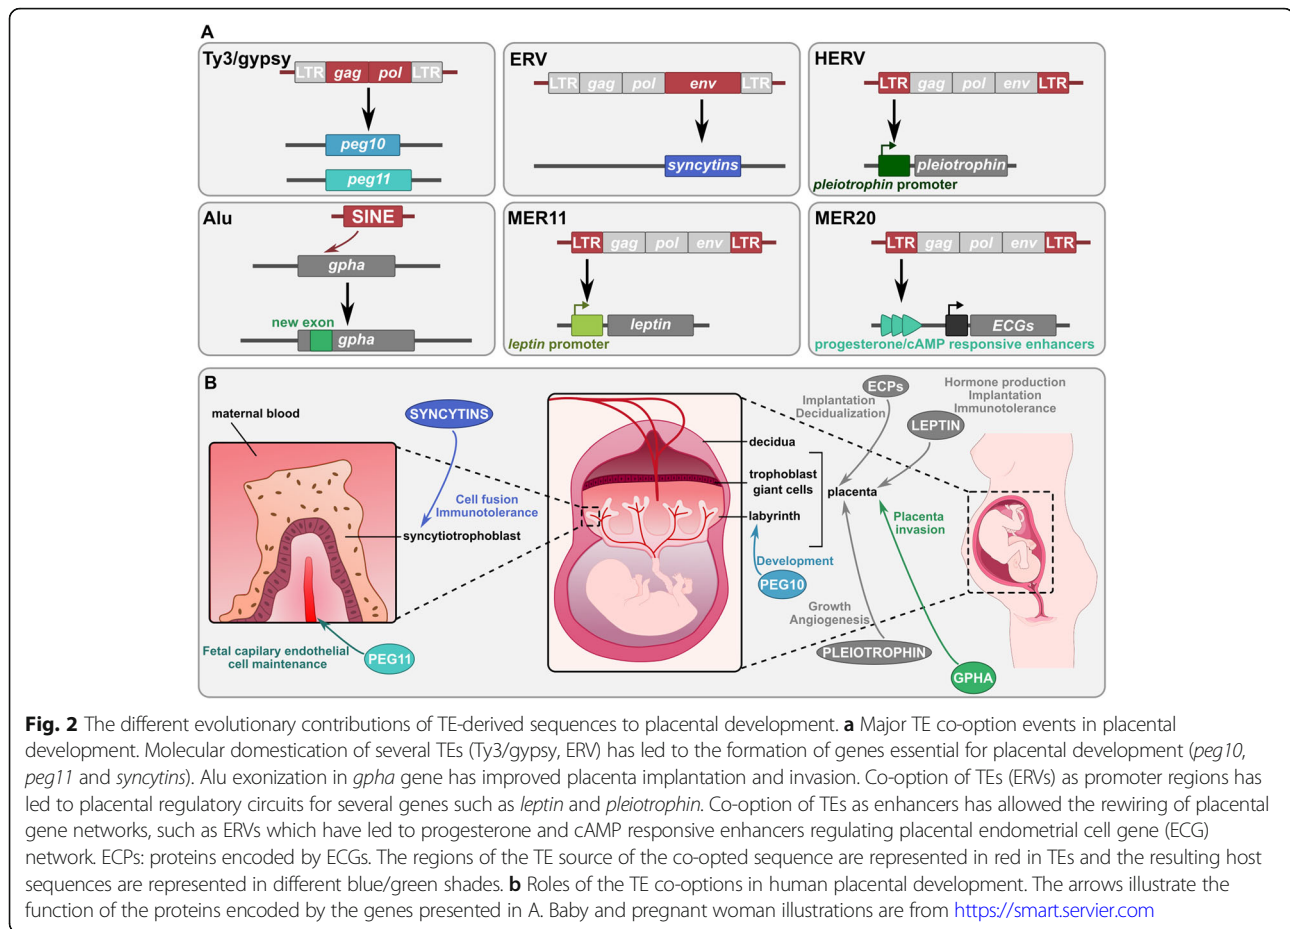 A
Ty3/gypsy
LTR gag pol LTR
peg10
peg11
ERV
LTR gag pol env LTR
syncytins
HERV
LTR gag pol env LTR
pleiotrophin
pleiotrophin promoter
Alu
SINE
gpha
new exon
gpha
MER11
LTR gag pol env LTR
leptin
leptin promoter
MER20
LTR gag pol env LTR
ECGs
progesterone/cAMP responsive enhancers
B
maternal blood
SYNCYTINS
Cell fusion
Immunotolerance
syncytiotrophoblast
Fetal capilary endothelial
cell maintenance
PEG11
decidua
trophoblast
giant cells
labyrinth
Development
PEG10
placenta
ECPs
Implantation
Decidualization
Hormone production
Implantation
Immunotolerance
LEPTIN
Placenta
invasion
Growth
Angiogenesis
PLEIOTROPHIN
GPHA
Fig. 2 The different evolutionary contributions of TE-derived sequences to placental development. a Major TE co-option events in placental
development. Molecular domestication of several TEs (Ty3/gypsy, ERV) has led to the formation of genes essential for placental development (peg10,
peg11 and syncytins). Alu exonization in gpha gene has improved placenta implantation and invasion. Co-option of TEs (ERVs) as promoter regions has
led to placental regulatory circuits for several genes such as leptin and pleiotrophin. Co-option of TEs as enhancers has allowed the rewiring of placental
gene networks, such as ERVs which have led to progesterone and cAMP responsive enhancers regulating placental endometrial cell gene (ECG)
network. ECPs: proteins encoded by ECGs. The regions of the TE source of the co-opted sequence are represented in red in TEs and the resulting host
sequences are represented in different blue/green shades. b Roles of the TE co-options in human placental development. The arrows illustrate the
function of the proteins encoded by the genes presented in A. Baby and pregnant woman illustrations are from https://smart.servier.com